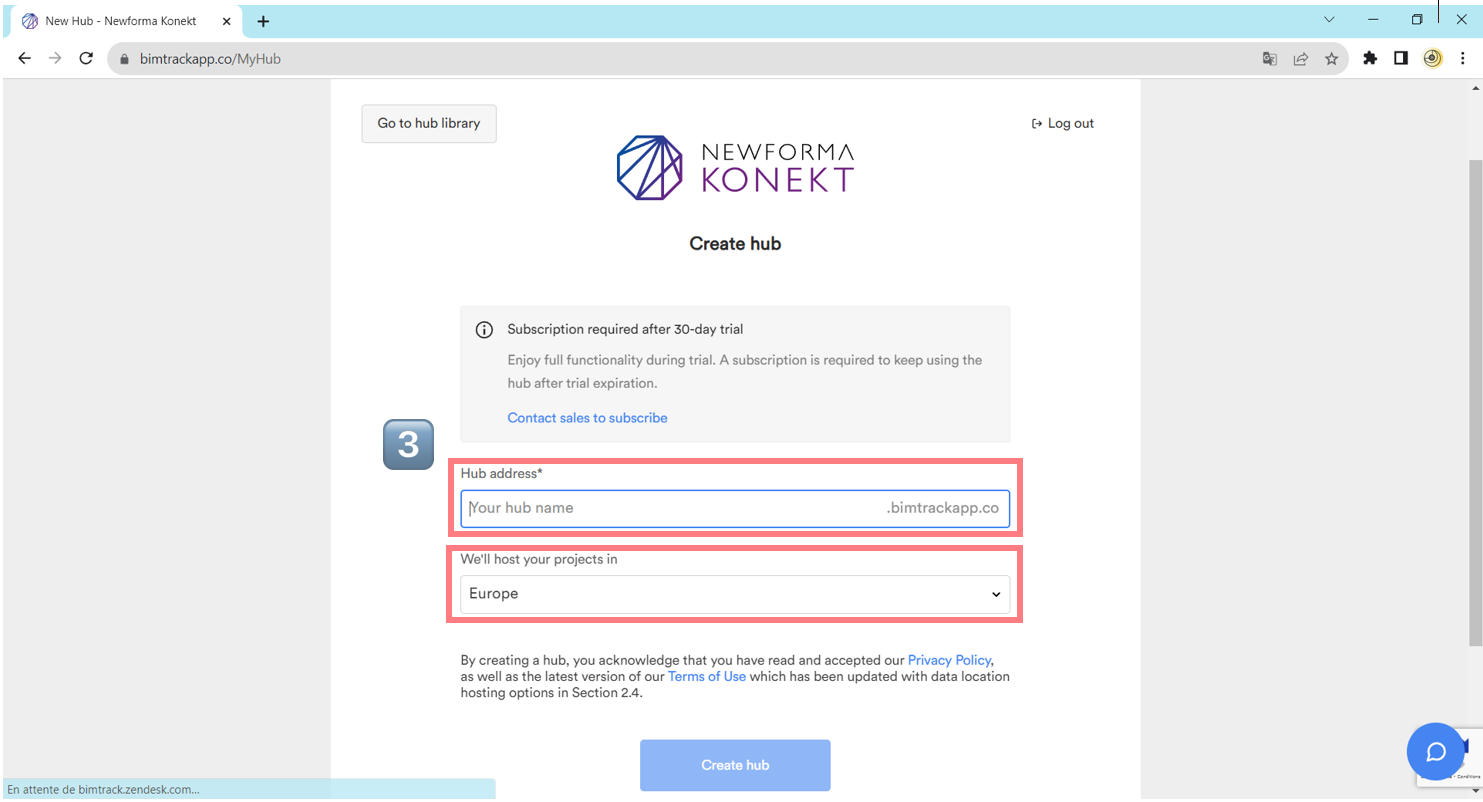 New Hub - Newforma Konekt
bimtrackapp.co/MyHub
Go to hub library
Log out
NEWFORMA
KONEKT
Create hub
Subscription required after 30-day trial
Enjoy full functionality during trial. A subscription is required to keep using the
hub after trial expiration.
Contact sales to subscribe
3
Hub address*
Your hub name .bimtrackapp.co
We'll host your projects in
Europe
By creating a hub, you acknowledge that you have read and accepted our Privacy Policy,
as well as the latest version of our Terms of Use which has been updated with data location
hosting options in Section 2.4.
Create hub
En attente de bimtrack.zendesk.com...